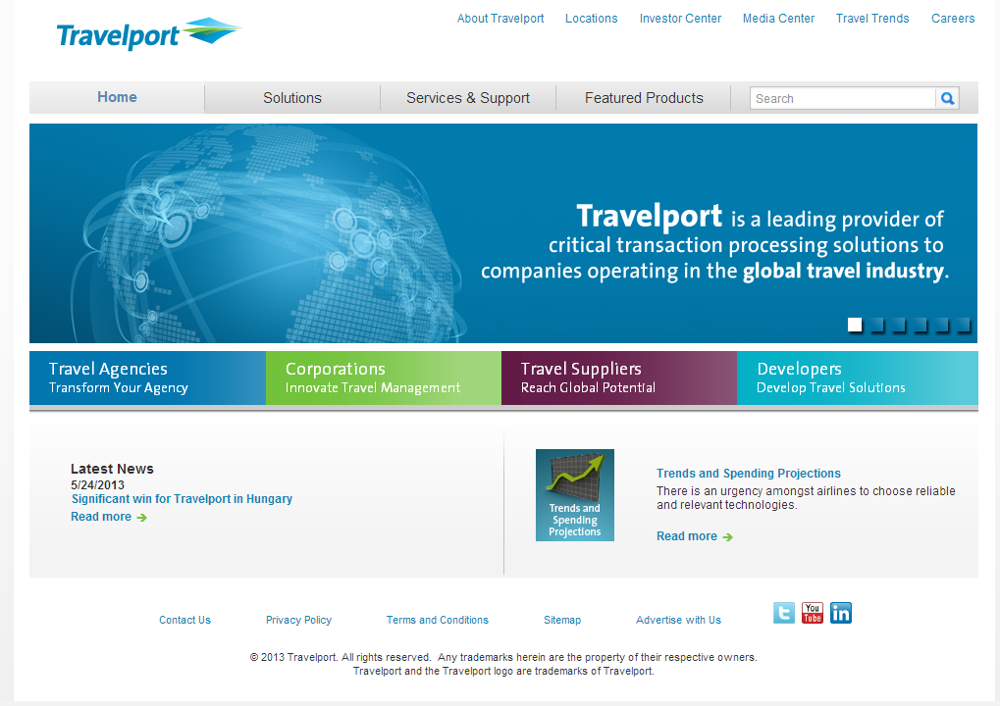 Travelport
About Travelport Locations Investor Center Media Center Travel Trends Careers
Home Solutions Services & Support Featured Products Search
Travelport is a leading provider of
critical transaction processing solutions to
companies operating in the global travel industry.
Travel Agencies
Transform Your Agency
Corporations
Innovate Travel Management
Travel Suppliers
Reach Global Potential
Developers
Develop Travel Solutions
Latest News
5/24/2013
Significant win for Travelport in Hungary
Read more
Trends and
Spending
Projections
Trends and Spending Projections
There is an urgency amongst airlines to choose reliable
and relevant technologies.
Read more
Contact Us Privacy Policy Terms and Conditions Sitemap Advertise with Us
t
You
Tube
in
© 2013 Travelport. All rights reserved. Any trademarks herein are the property of their respective owners.
Travelport and the Travelport logo are trademarks of Travelport.